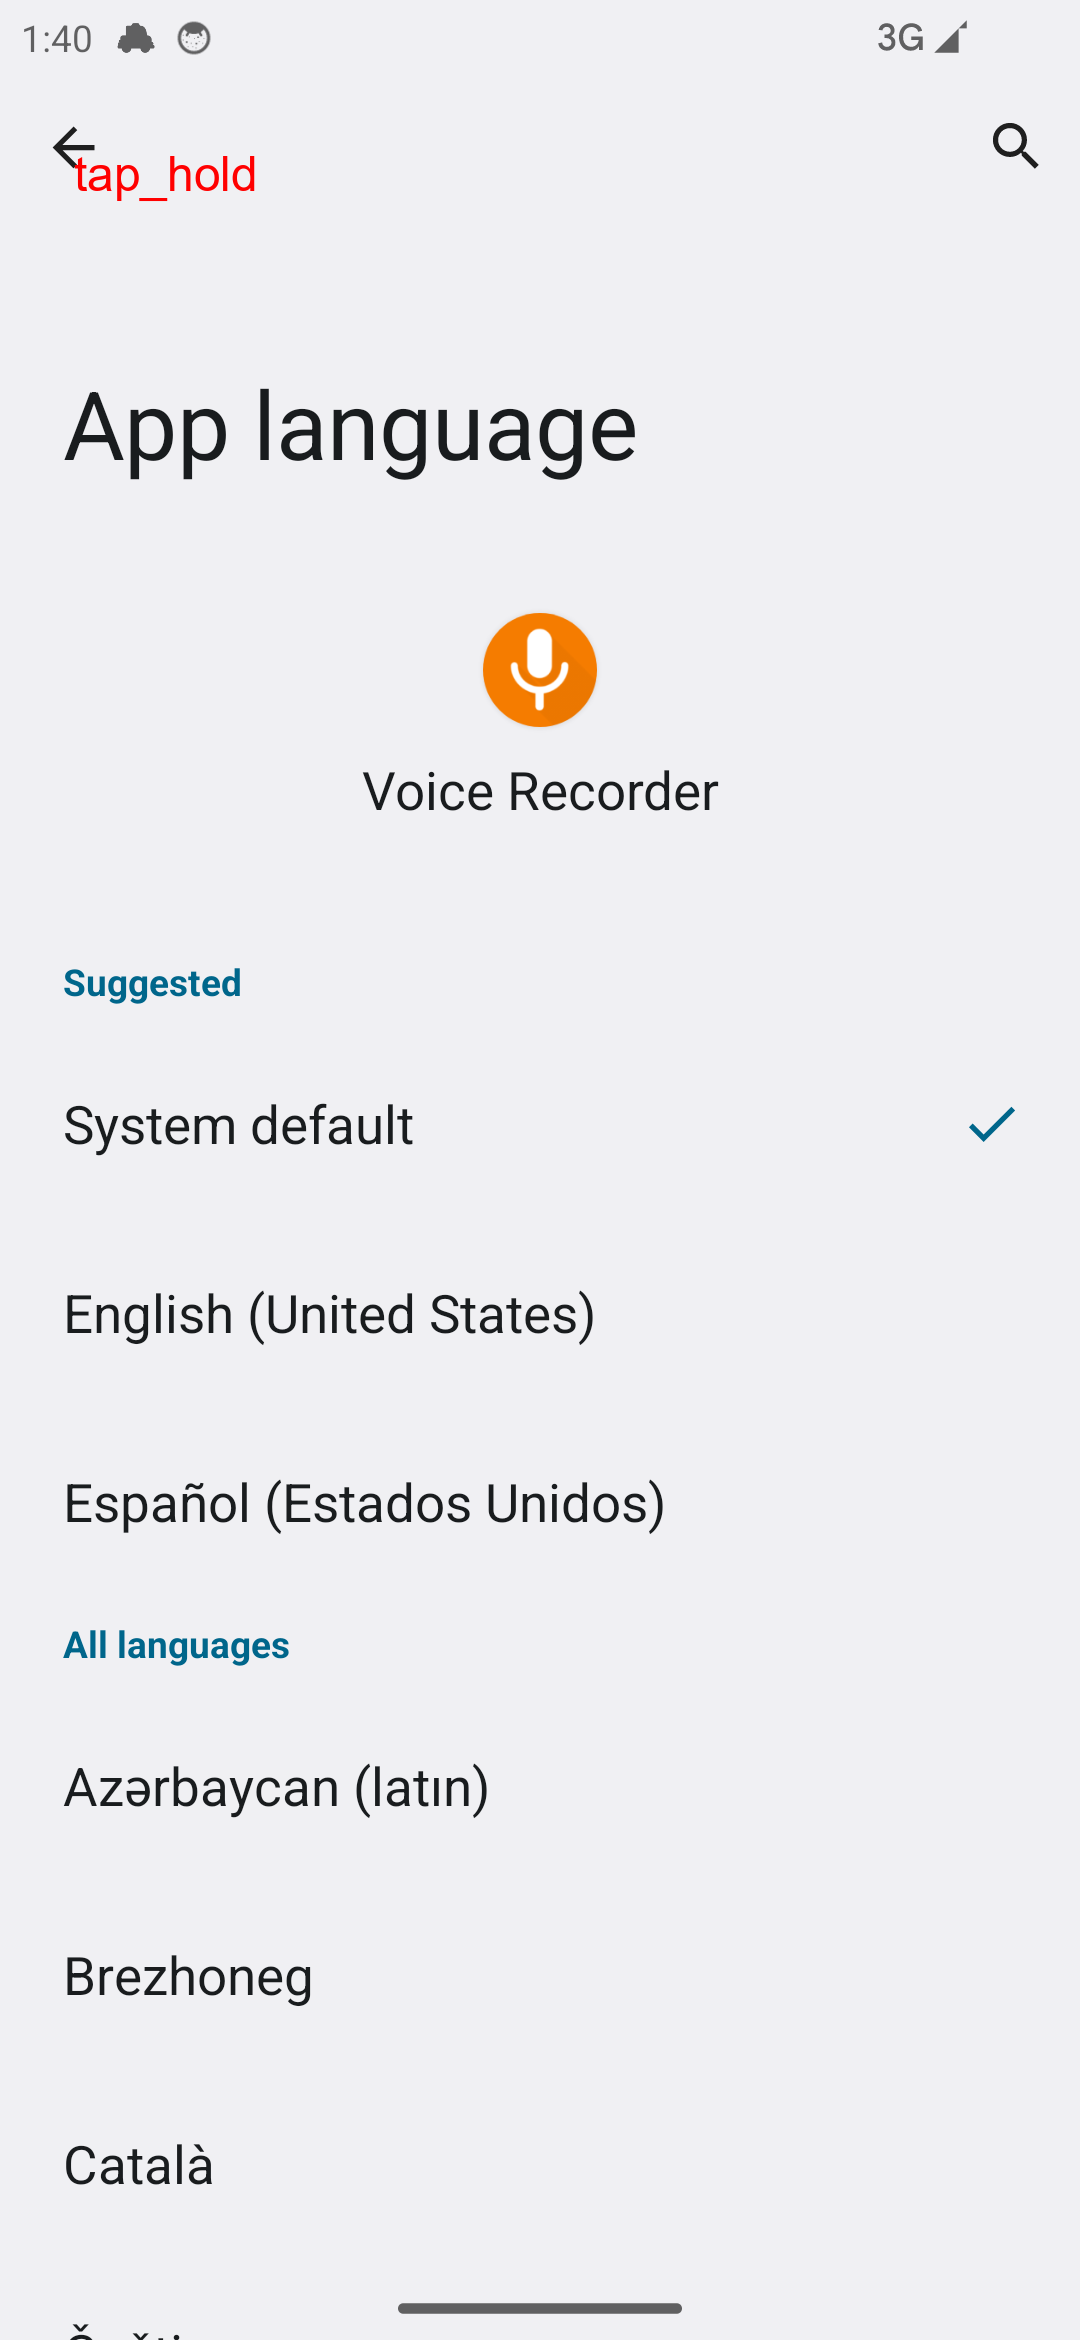 1:40
3G
tap_hold
App language
Voice Recorder
Suggested
System default
English (United States)
Español (Estados Unidos)
All languages
Azərbaycan (latın)
Brezhoneg
Català